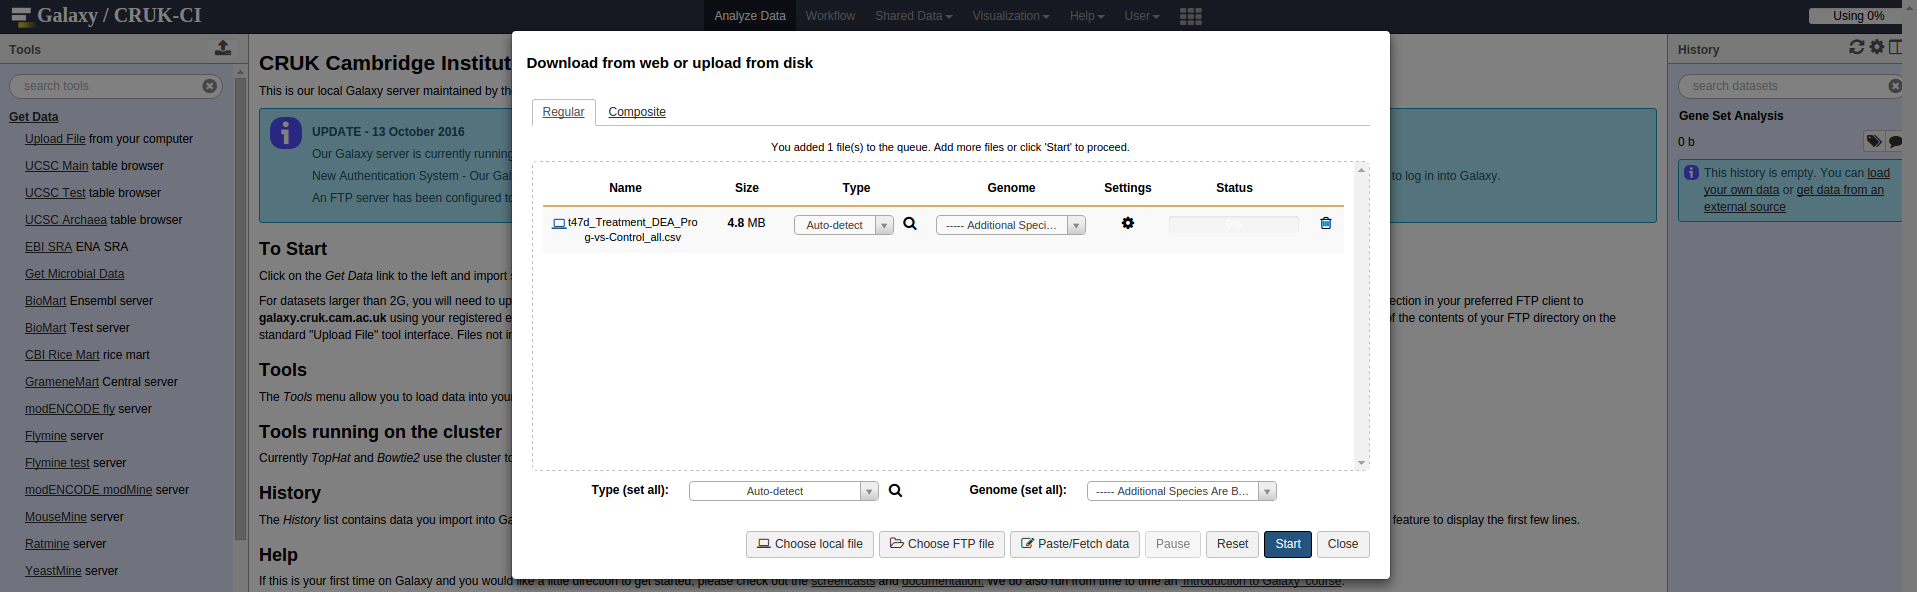 Galaxy / CRUK-CI
Analyze Data Workflow Shared Data Visualization Help User
Using 0%
Tools
search tools
Get Data
Upload File from your computer
UCSC Main table browser
UCSC Test table browser
UCSC Archaea table browser
EBI SRA ENA SRA
Get Microbial Data
BioMart Ensembl server
BioMart Test server
CBI Rice Mart rice mart
GrameneMart Central server
modENCODE fly server
Flymine server
Flymine test server
modENCODE modMine server
MouseMine server
Ratmine server
YeastMine server
CRUK Cambridge Institut
This is our local Galaxy server maintained by th
UPDATE - 13 October 2016
Our Galaxy server is currently running
New Authentication System - Our Gal
to log in into Galaxy.
An FTP server has been configured to
To Start
Click on the Get Data link to the left and import
For datasets larger than 2G, you will need to up
ection in your preferred FTP client to
galaxy.cruk.cam.ac.uk using your registered e
f the contents of your FTP directory on the
standard "Upload File" tool interface. Files not i
Tools
The Tools menu allow you to load data into your
Tools running on the cluster
Currently TopHat and Bowtie2 use the cluster to
History
The History list contains data you import into Ga
feature to display the first few lines.
Help
If this is your first time on Galaxy and you would like a little direction to get started, please check out the screencasts and documentation. We do also run from time to time an 'Introduction to Galaxy' course.
Download from web or upload from disk
Regular Composite
You added 1 file(s) to the queue. Add more files or click 'Start' to proceed.
Name Size Type Genome Settings Status
t47d_Treatment_DEA_Pro
g-vs-Control_all.csv
4.8 MB Auto-detect ----- Additional Speci...
Type (set all): Auto-detect Genome (set all): ----- Additional Species Are B...
Choose local file Choose FTP file Paste/Fetch data Pause Reset Start Close
History
search datasets
Gene Set Analysis
0 b
This history is empty. You can load
your own data or get data from an
external source